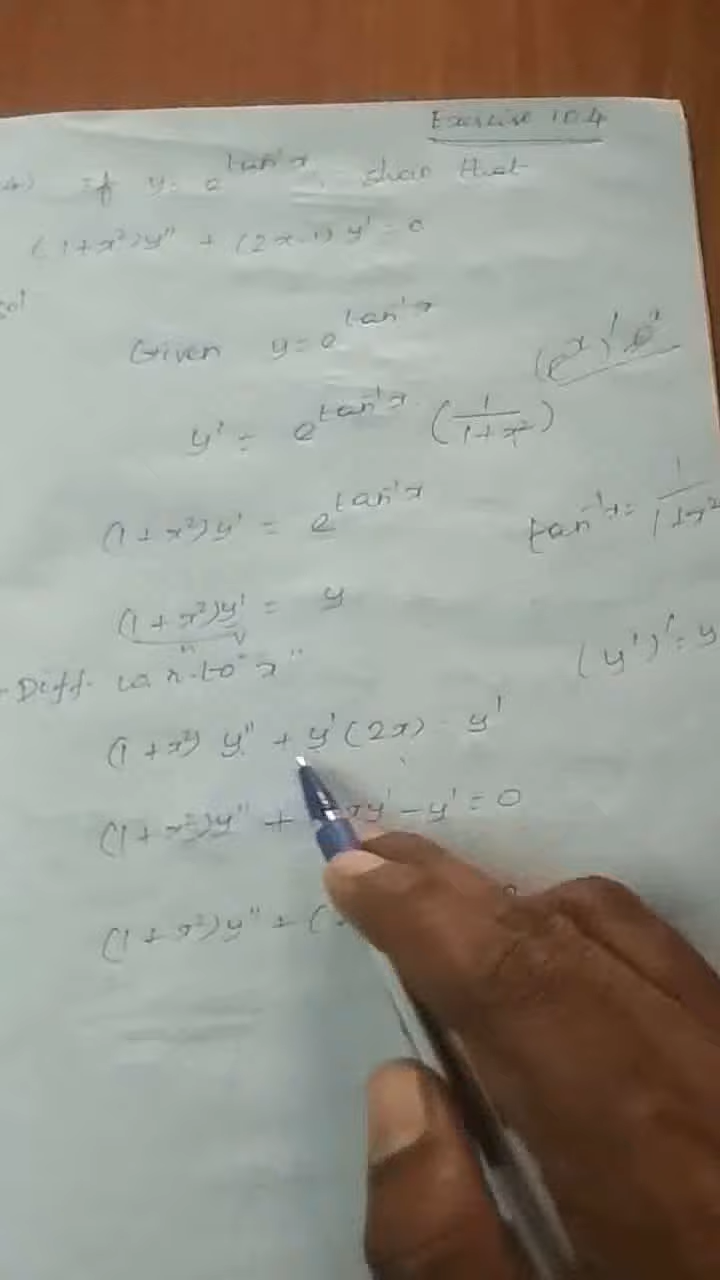 Exercise 10.4
4) If y = e^{tan⁻¹x}, show that
(1+x²)y'' + (2x-1) y' = 0
Sol
Given y = e^{tan⁻¹x}
(e^x)' e^x
y' = e^{tan⁻¹x} (1/(1+x²))
(1+x²)y' = e^{tan⁻¹x}
tan⁻¹x = 1/(1+x²
(1+x²)y' = y
u v
(y')' = y
Diff. w.r.to "x"
(1+x²) y'' + y'(2x) y'
(1+x²)y'' + xy' - y' = 0
(1+x²)y'' + (